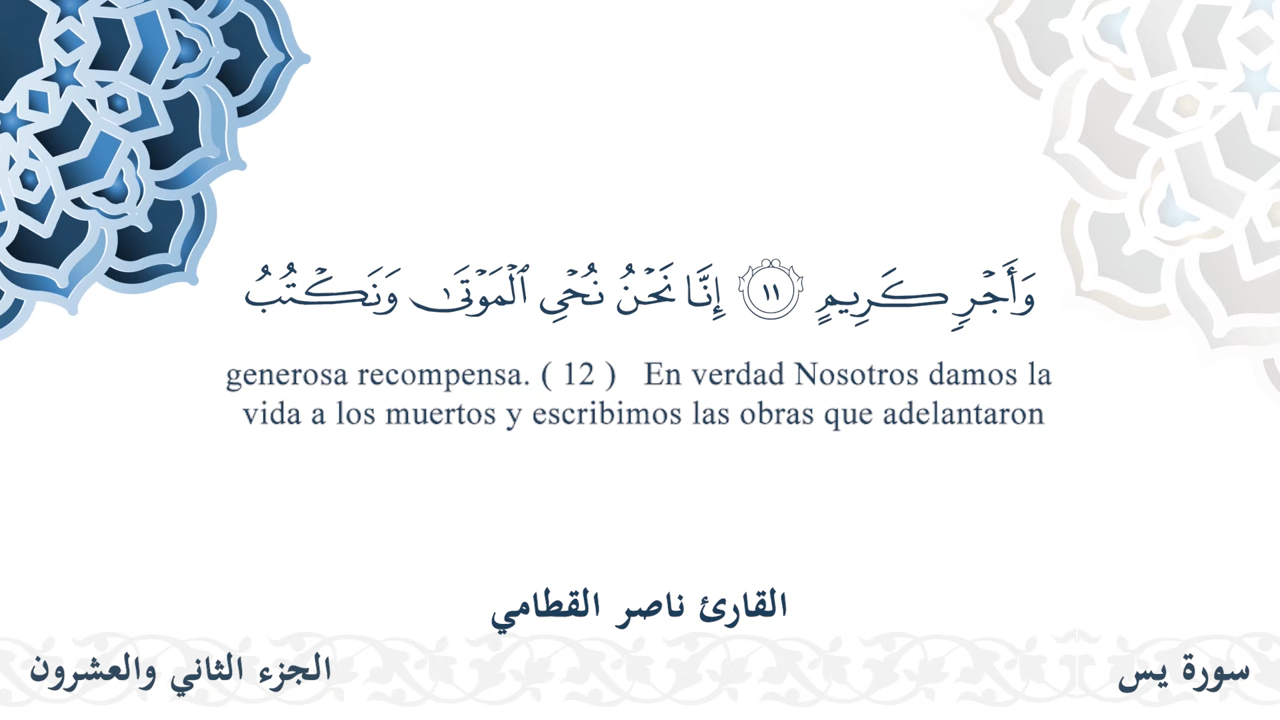 وَأَجْرٍ كَرِيمٍ ١١ إِنَّا نَحْنُ نُحْيِ ٱلْمَوْتَىٰ وَنَكْتُبُ
generosa recompensa. ( 12 ) En verdad Nosotros damos la
vida a los muertos y escribimos las obras que adelantaron
القارئ ناصر القطامي
سورة يس
الجزء الثاني والعشرون